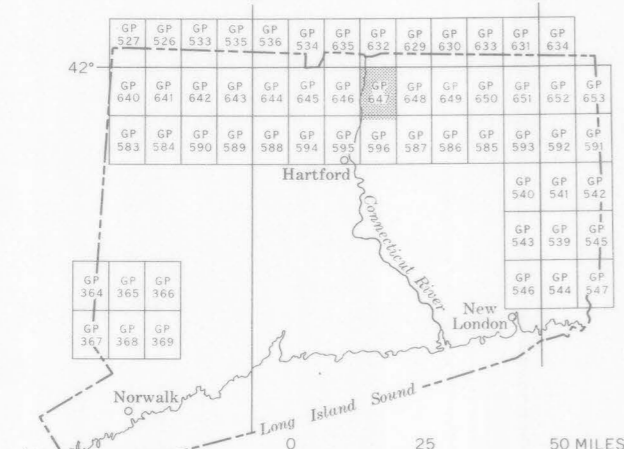 GP 527 GP 526 GP 533 GP 535 GP 536 GP 534 GP 635 GP 632 GP 629 GP 630 GP 633 GP 631 GP 634
42°
GP 640 GP 641 GP 642 GP 643 GP 644 GP 645 GP 646 GP 647 GP 648 GP 649 GP 650 GP 651 GP 652 GP 653
GP 583 GP 584 GP 590 GP 589 GP 588 GP 594 GP 595 GP 596 GP 587 GP 586 GP 585 GP 593 GP 592 GP 591
Hartford
GP 540 GP 541 GP 542
Connecticut River
GP 543 GP 539 GP 545
GP 364 GP 365 GP 366
GP 546 GP 544 GP 547
New
London
GP 367 GP 368 GP 369
Norwalk
Long Island Sound
0 25 50 MILES